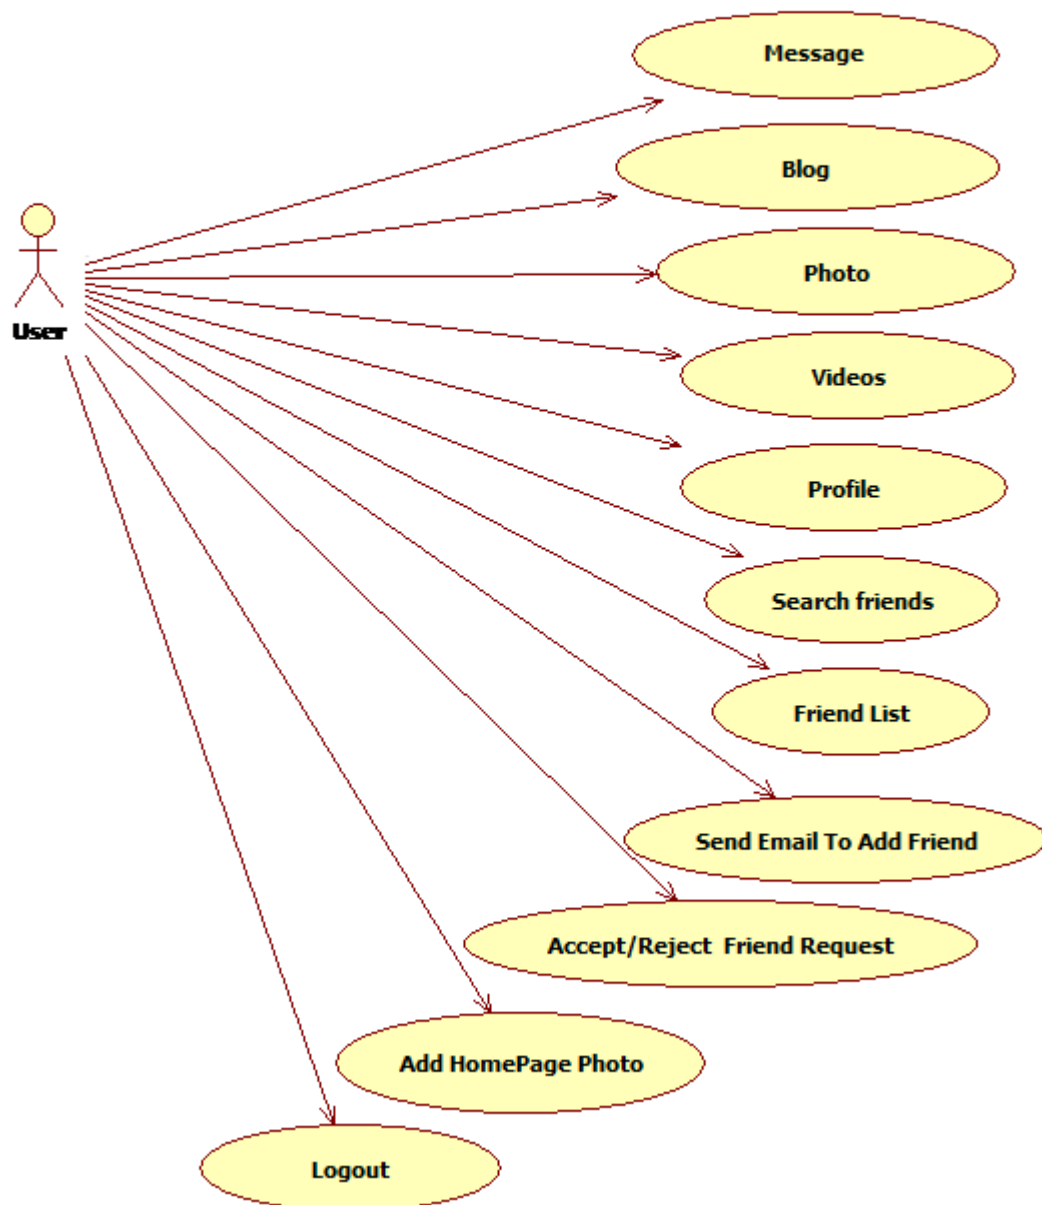 Message
Blog
Photo
User
Videos
Profile
Search friends
Friend List
Send Email To Add Friend
Accept/Reject  Friend Request
Add HomePage Photo
Logout